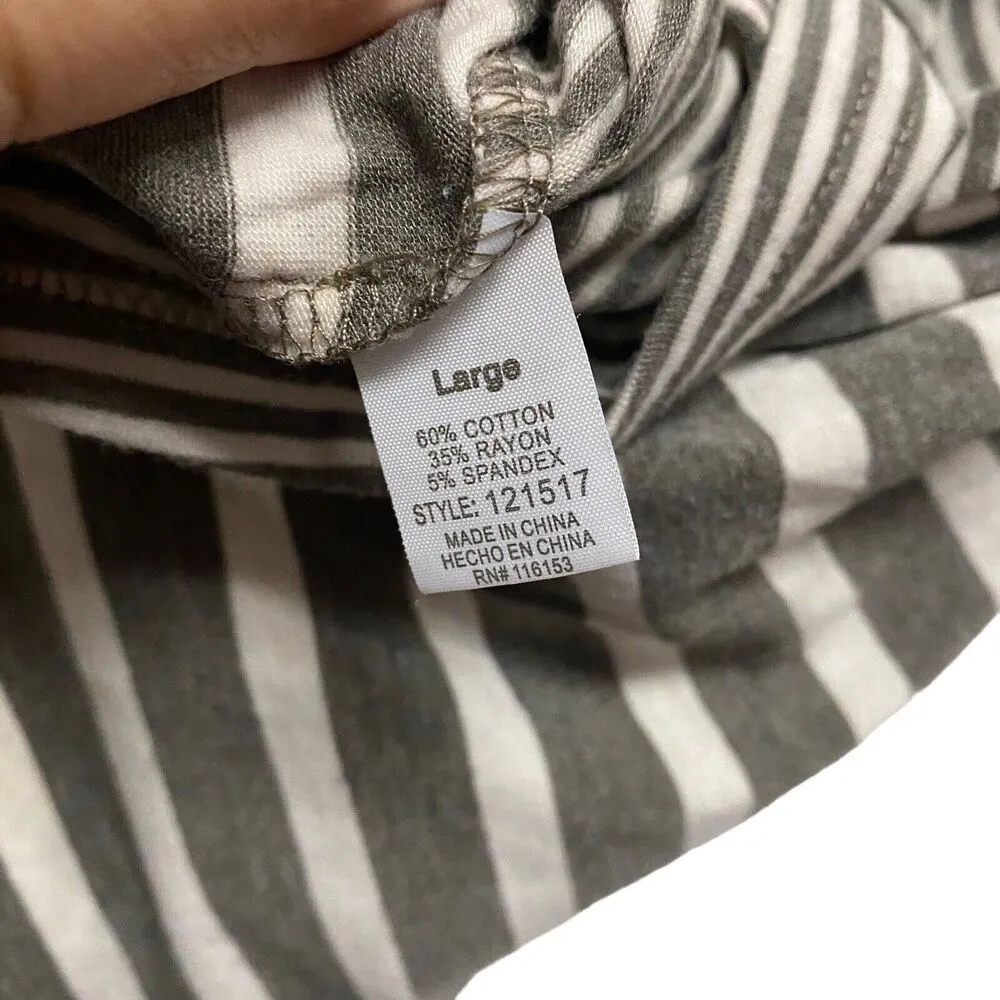 Large
60% COTTON
35% RAYON
5% SPANDEX
STYLE: 121517
MADE IN CHINA
HECHO EN CHINA
RN# 116153